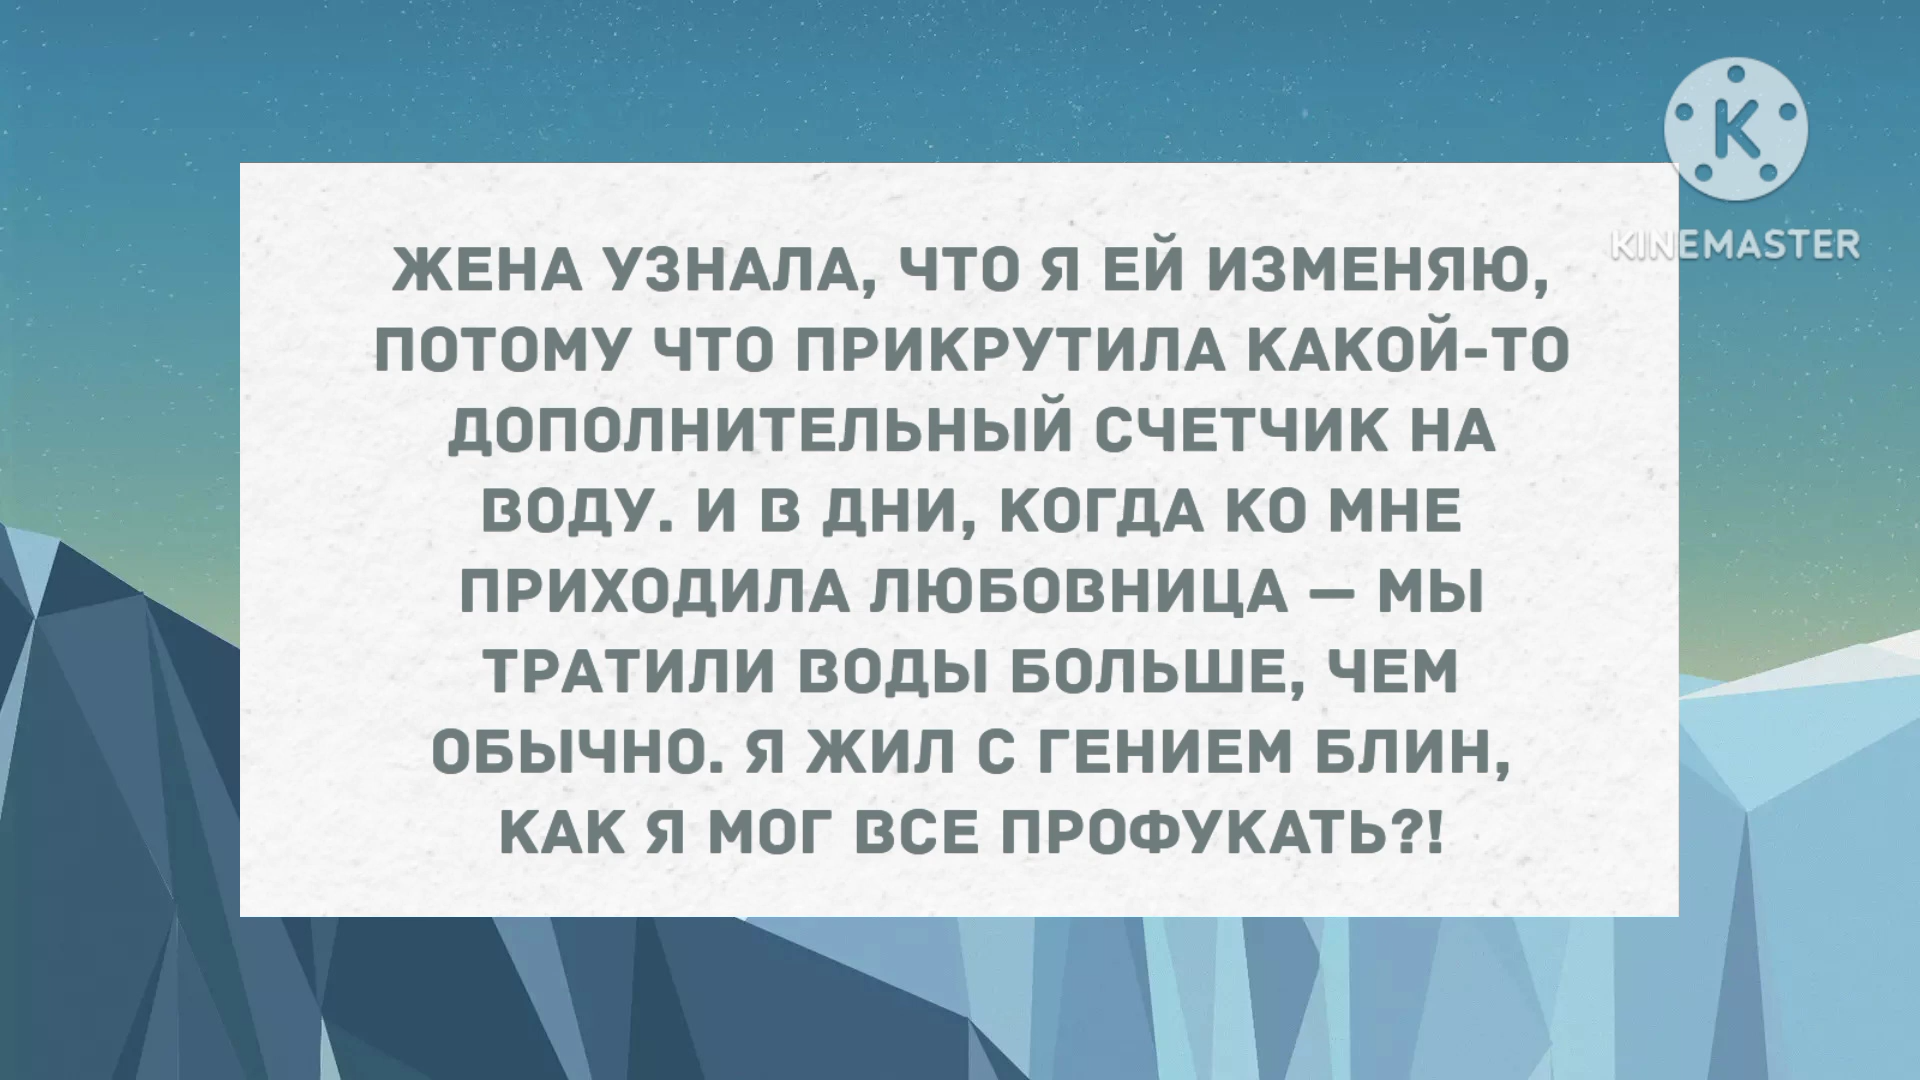 K
KINEMASTER
ЖЕНА УЗНАЛА, ЧТО Я ЕЙ ИЗМЕНЯЮ,
ПОТОМУ ЧТО ПРИКРУТИЛА КАКОЙ-ТО
ДОПОЛНИТЕЛЬНЫЙ СЧЕТЧИК НА
ВОДУ. И В ДНИ, КОГДА КО МНЕ
ПРИХОДИЛА ЛЮБОВНИЦА — МЫ
ТРАТИЛИ ВОДЫ БОЛЬШЕ, ЧЕМ
ОБЫЧНО. Я ЖИЛ С ГЕНИЕМ БЛИН,
КАК Я МОГ ВСЕ ПРОФУКАТЬ?!